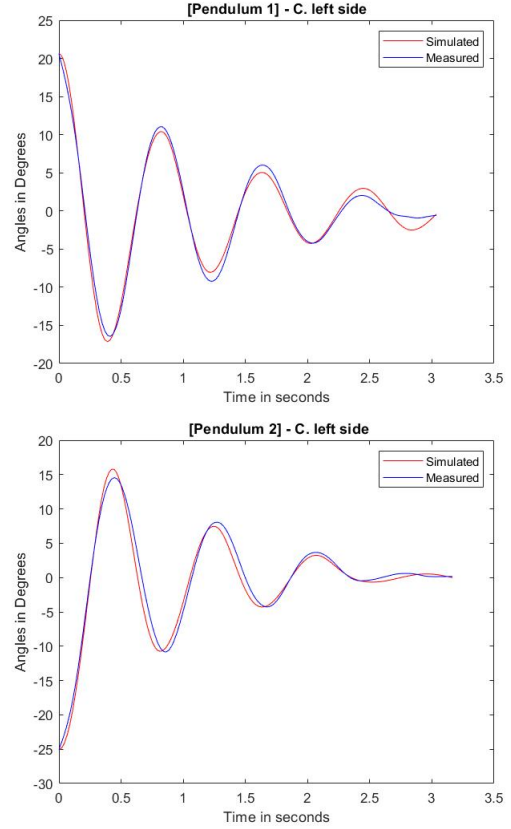 [Pendulum 1] - C. left side
25
20
15
10
5
0
-5
-10
-15
-20
Angles in Degrees
Simulated
Measured
0 0.5 1 1.5 2 2.5 3 3.5
Time in seconds
[Pendulum 2] - C. left side
20
15
10
5
0
-5
-10
-15
-20
-25
-30
Angles in Degrees
Simulated
Measured
0 0.5 1 1.5 2 2.5 3 3.5
Time in seconds